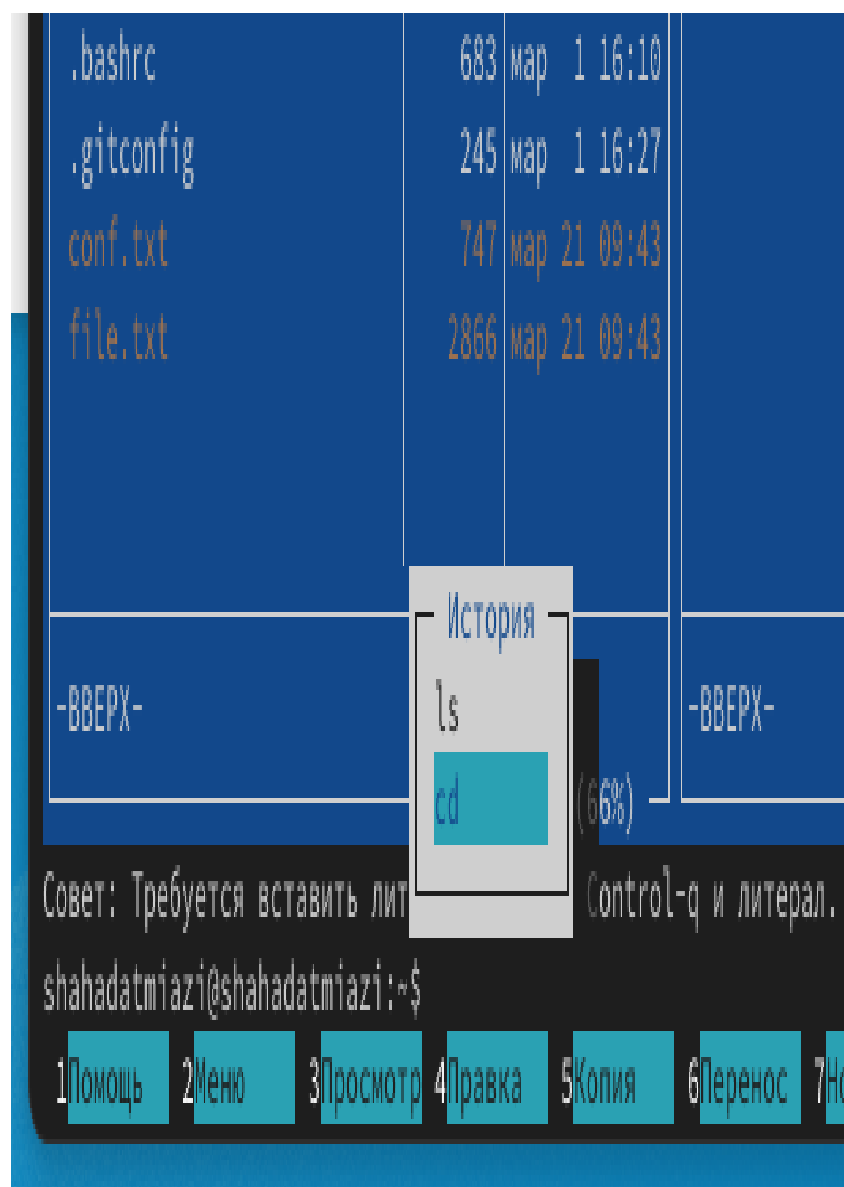 .bashrc 683 мар 1 16:10
.gitconfig 245 мар 1 16:27
conf.txt 747 мар 21 09:43
file.txt 2866 мар 21 09:43
История
ls
-ВВЕРХ- -ВВЕРХ-
cd (66%)
Совет: Требуется вставить лит Control-q и литерал.
shahadatmiazi@shahadatmiazi:~$
1Помощь 2Меню 3Просмотр 4Правка 5Копия 6Перенос 7